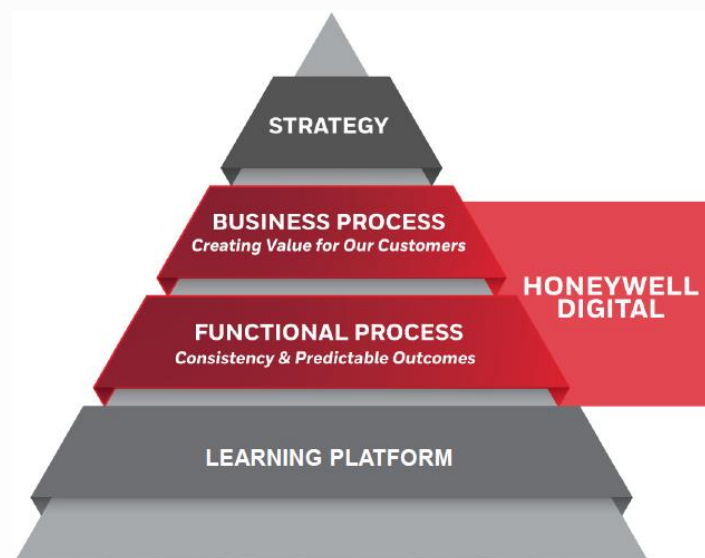 STRATEGY
BUSINESS PROCESS
Creating Value for Our Customers
FUNCTIONAL PROCESS
Consistency & Predictable Outcomes
HONEYWELL
DIGITAL
LEARNING PLATFORM